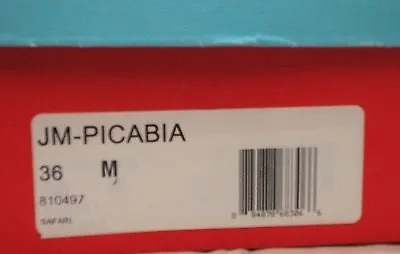 JM-PICABIA
36 M
810497
SAFARI